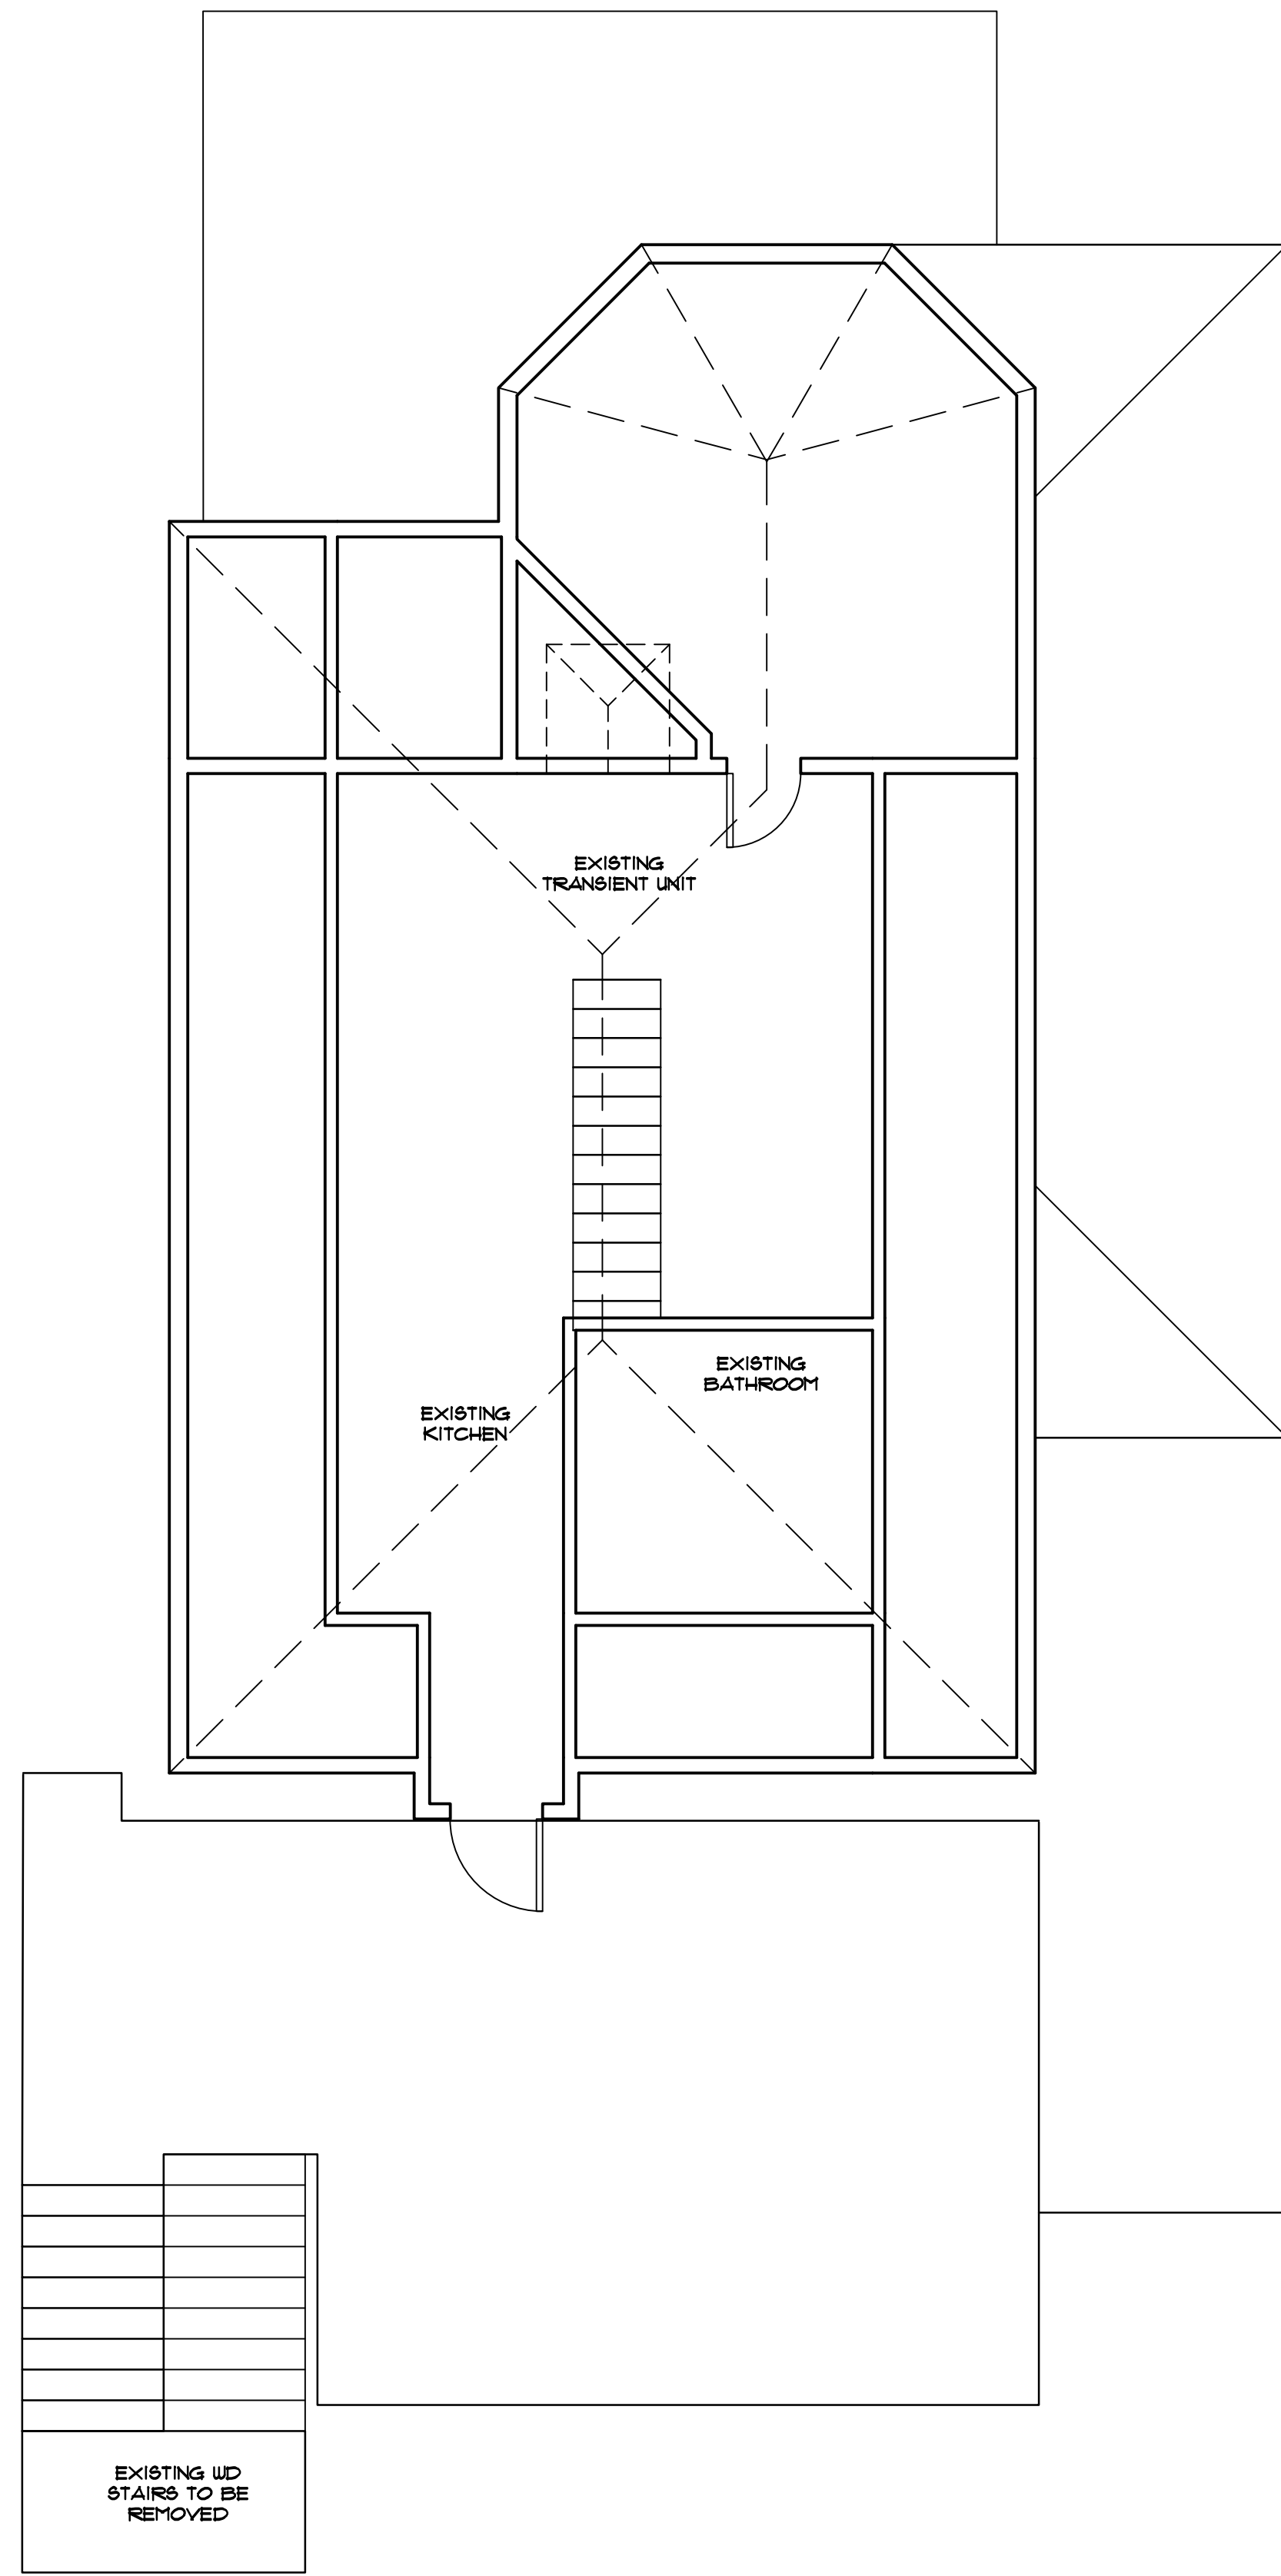 EXISTING
TRANSIENT UNIT
EXISTING
BATHROOM
EXISTING
KITCHEN
EXISTING WD
STAIRS TO BE
REMOVED